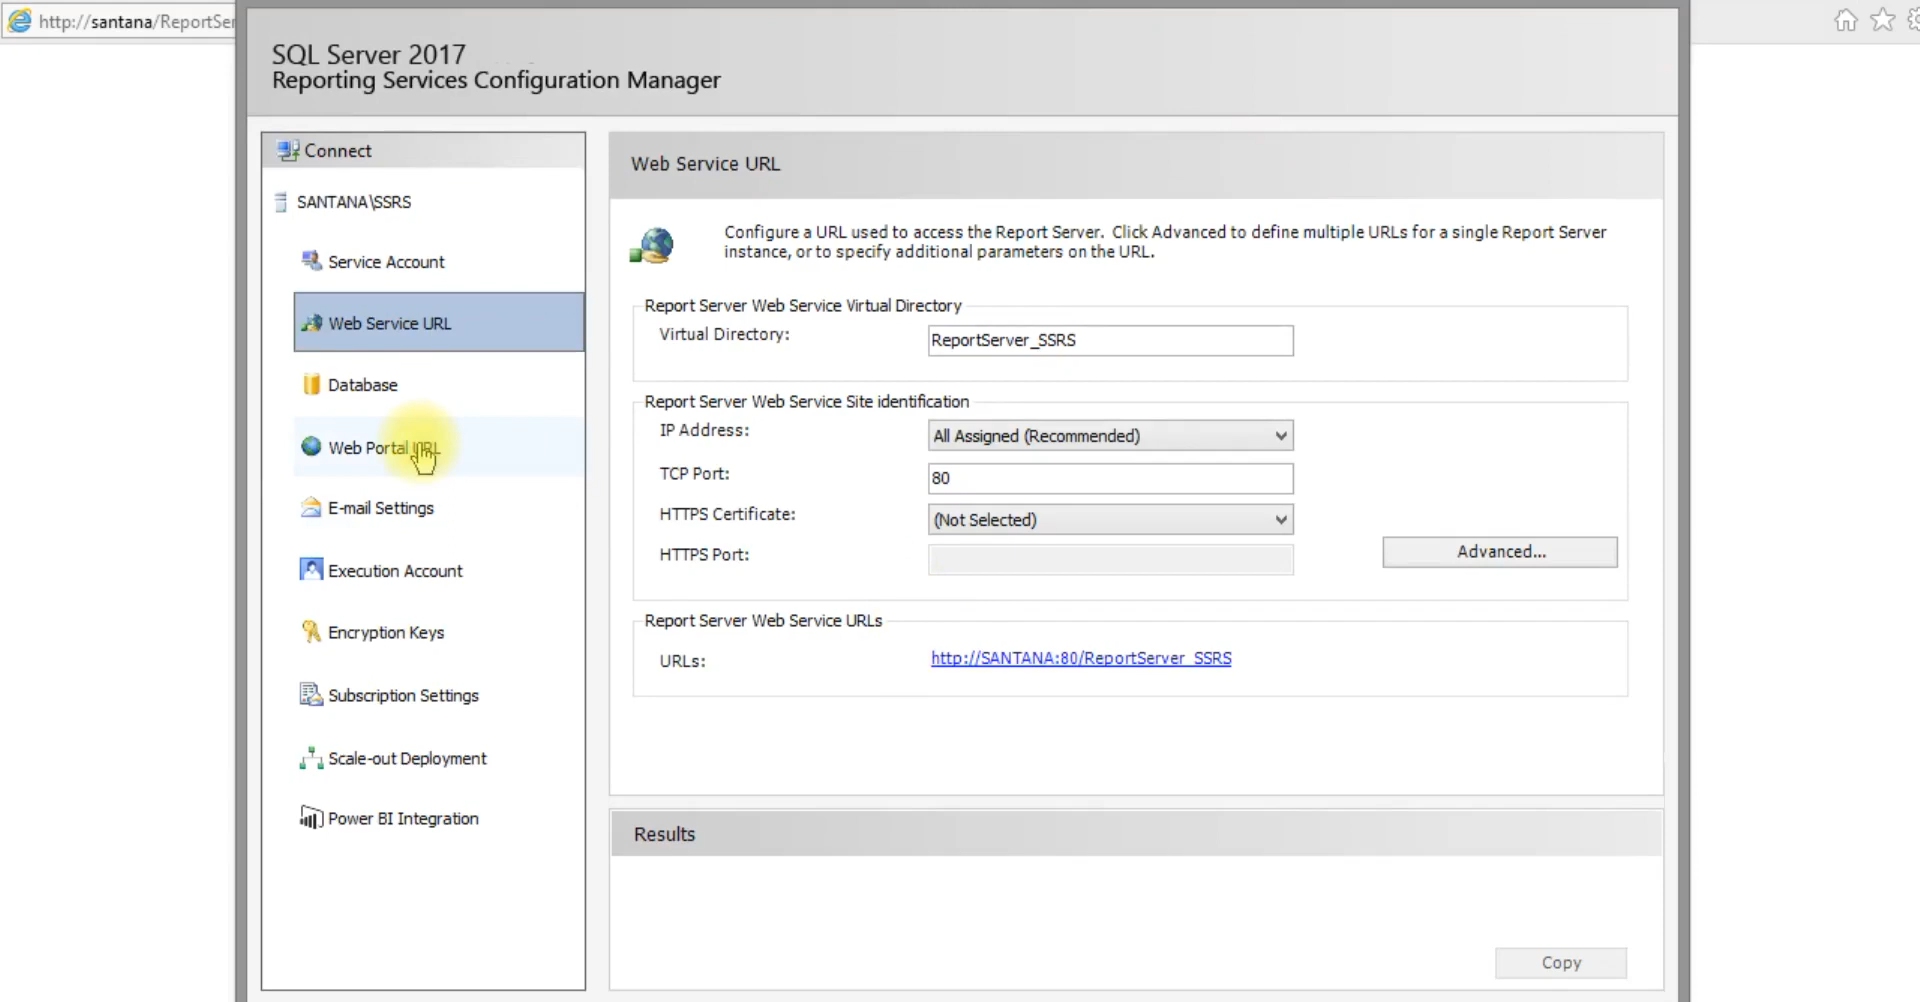 http://santana/ReportSer
SQL Server 2017
Reporting Services Configuration Manager
Connect
SANTANA\SSRS
Service Account
Web Service URL
Database
Web Portal URL
E-mail Settings
Execution Account
Encryption Keys
Subscription Settings
Scale-out Deployment
Power BI Integration
Web Service URL
Configure a URL used to access the Report Server. Click Advanced to define multiple URLs for a single Report Server
instance, or to specify additional parameters on the URL.
Report Server Web Service Virtual Directory
Virtual Directory: ReportServer_SSRS
Report Server Web Service Site identification
IP Address: All Assigned (Recommended)
TCP Port: 80
HTTPS Certificate: (Not Selected)
HTTPS Port:
Advanced...
Report Server Web Service URLs
URLs: http://SANTANA:80/ReportServer_SSRS
Results
Copy